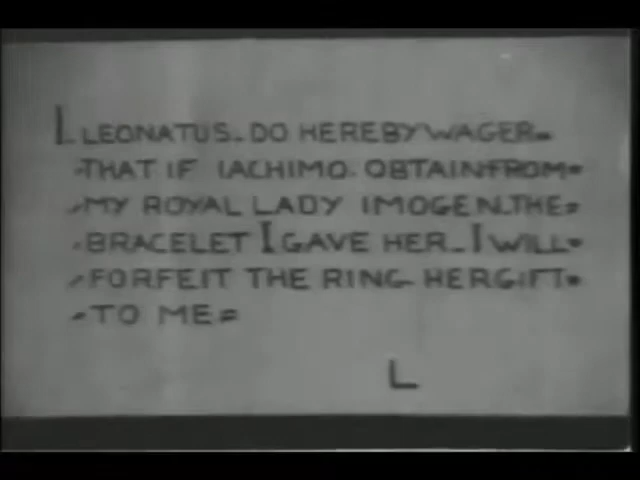 I, LEONATUS. DO HEREBY WAGER
THAT IF IACHIMO. OBTAIN FROM
MY ROYAL LADY IMOGEN. THE
BRACELET I GAVE HER. I WILL
FORFEIT THE RING HER GIFT
TO ME
L